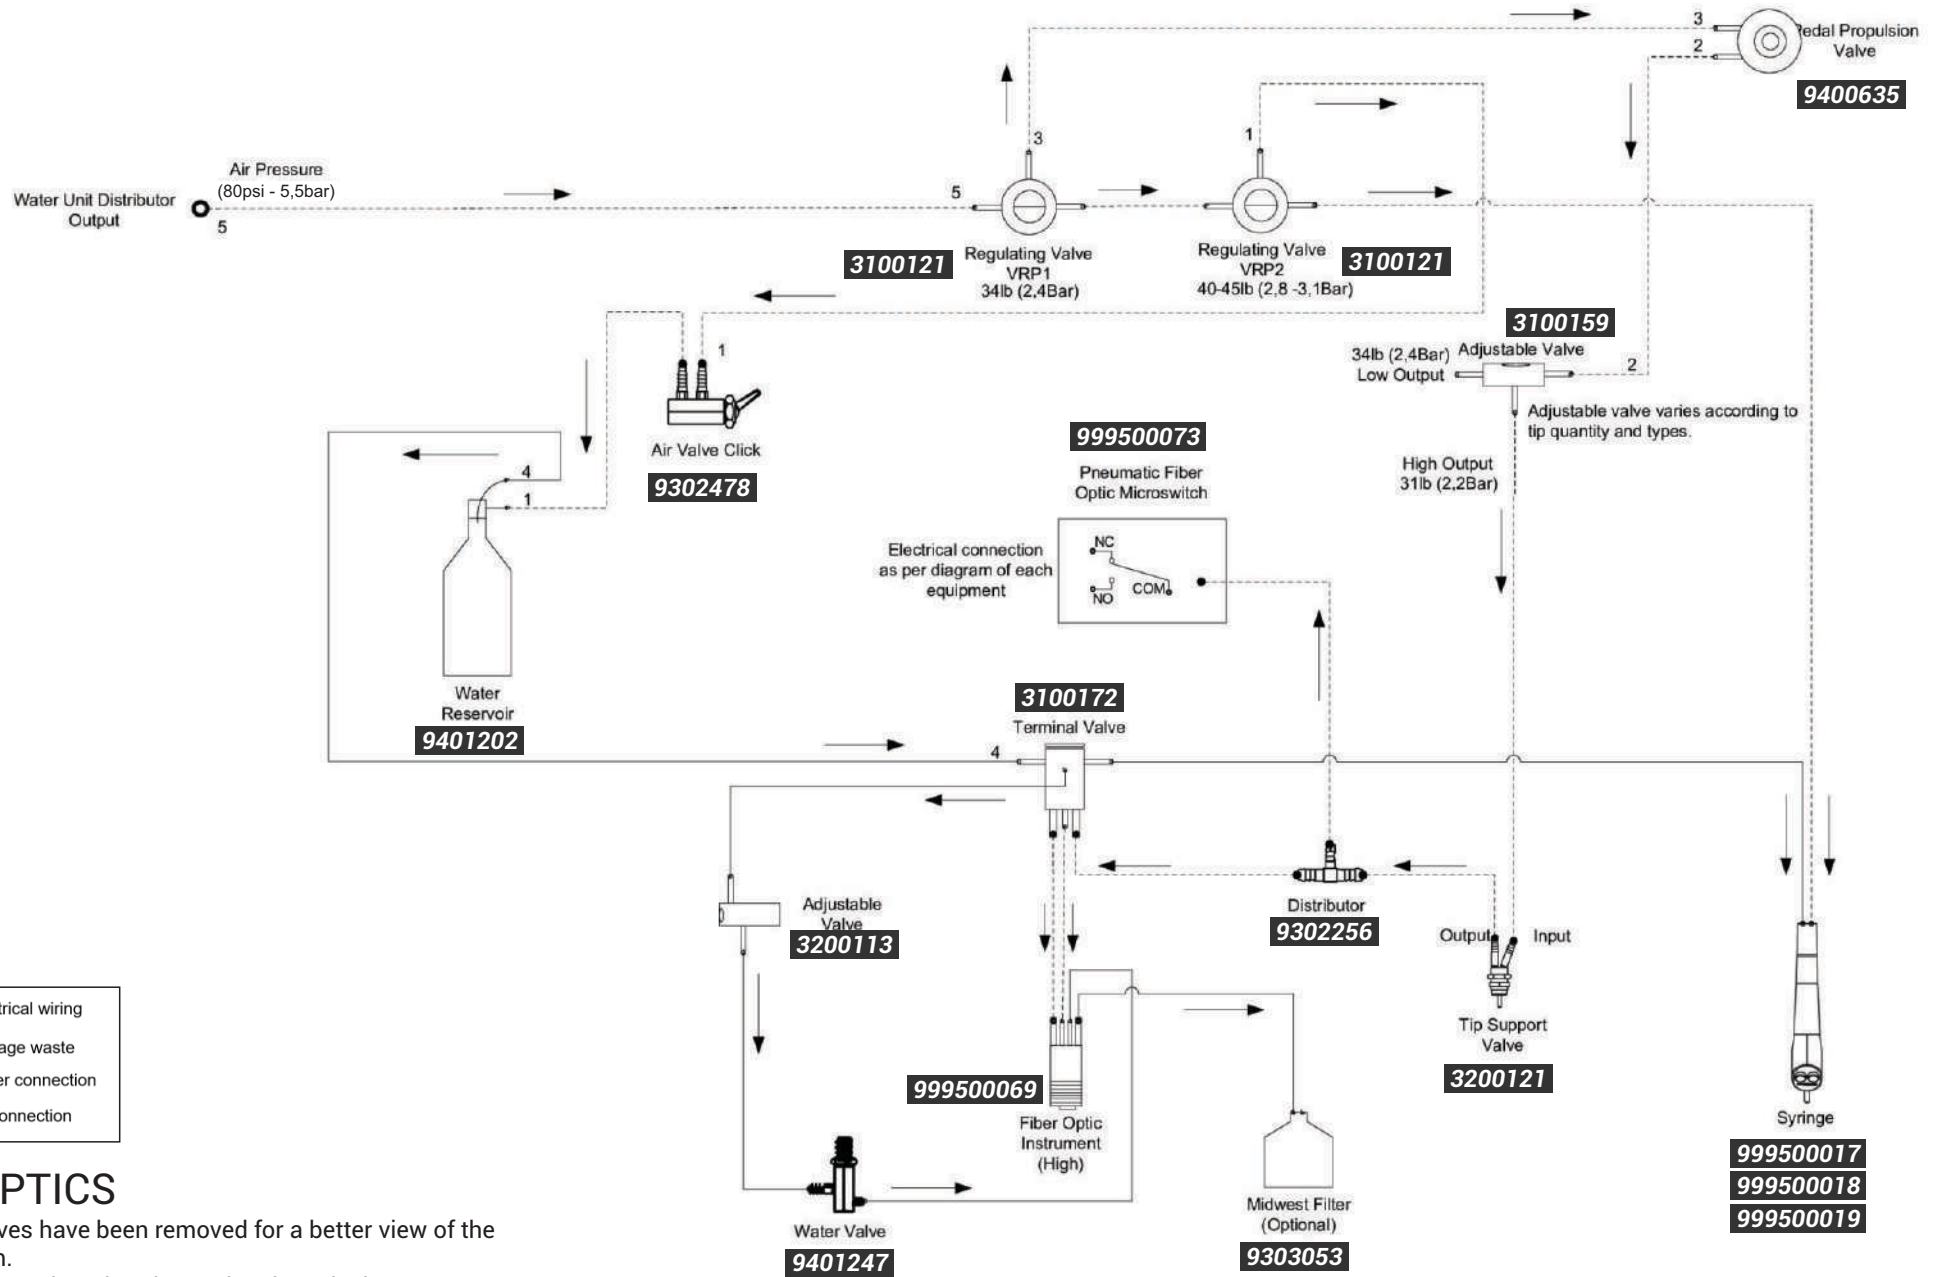 3
Pedal Propulsion
Valve
2
9400635
3
1
Air Pressure
(80psi - 5,5bar)
Water Unit Distributor
Output
5
5
Regulating Valve
VRP1
34lb (2,4Bar)
3100121
Regulating Valve
VRP2
40-45lb (2,8 -3,1Bar)
3100121
3100159
34lb (2,4Bar)
Low Output
Adjustable Valve
2
Adjustable valve varies according to
tip quantity and types.
High Output
31lb (2,2Bar)
1
Air Valve Click
9302478
4
1
Water
Reservoir
9401202
999500073
Pneumatic Fiber
Optic Microswitch
Electrical connection
as per diagram of each
equipment
NC
NO
COM
3100172
Terminal Valve
4
Adjustable
Valve
3200113
Distributor
9302256
Output
Input
Tip Support
Valve
3200121
999500069
Fiber Optic
Instrument
(High)
Syringe
999500017
999500018
999500019
Midwest Filter
(Optional)
9303053
Water Valve
9401247
trical wiring
age waste
er connection
onnection
PTICS
ves have been removed for a better view of the
n.